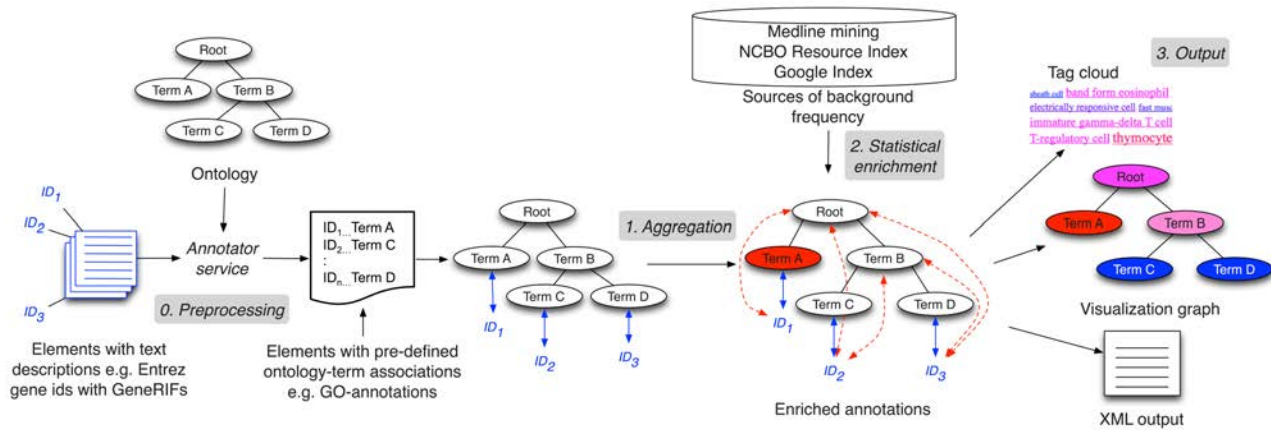 Root
Term A
Term B
Term C
Term D
Ontology
ID1
ID2
ID3
Annotator
service
0. Preprocessing
Elements with text
descriptions e.g. Entrez
gene ids with GeneRIFs
ID1...Term A
ID2...Term C
:
IDn...Term D
Elements with pre-defined
ontology-term associations
e.g. GO-annotations
Root
Term A
Term B
Term C
Term D
ID1
ID2
ID3
1. Aggregation
Medline mining
NCBO Resource Index
Google Index
Sources of background
frequency
2. Statistical
enrichment
Root
Term A
Term B
Term C
Term D
ID1
ID2
ID3
Enriched annotations
3. Output
Tag cloud
sheath cell band form eosinophil
electrically responsive cell fast musc
immature gamma-delta T cell
T-regulatory cell thymocyte
Root
Term A
Term B
Term C
Term D
Visualization graph
XML output